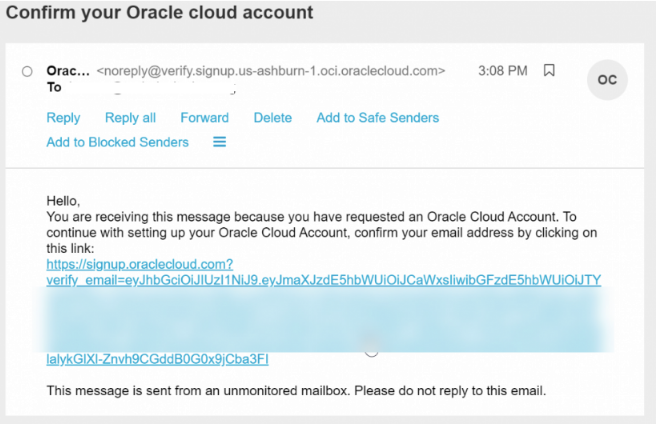 Confirm your Oracle cloud account
Orac... <noreply@verify.signup.us-ashburn-1.oci.oraclecloud.com> 3:08 PM
OC
To
Reply Reply all Forward Delete Add to Safe Senders
Add to Blocked Senders
Hello,
You are receiving this message because you have requested an Oracle Cloud Account. To
continue with setting up your Oracle Cloud Account, confirm your email address by clicking on
this link:
https://signup.oraclecloud.com?
verify_email=eyJhbGciOiJIUzI1NiJ9.eyJmaXJzdE5hbWUiOiJCaWxsIiwibGFzdE5hbWUiOiJTY
lalykGlXl-Znvh9CGddB0G0x9jCba3FI
This message is sent from an unmonitored mailbox. Please do not reply to this email.